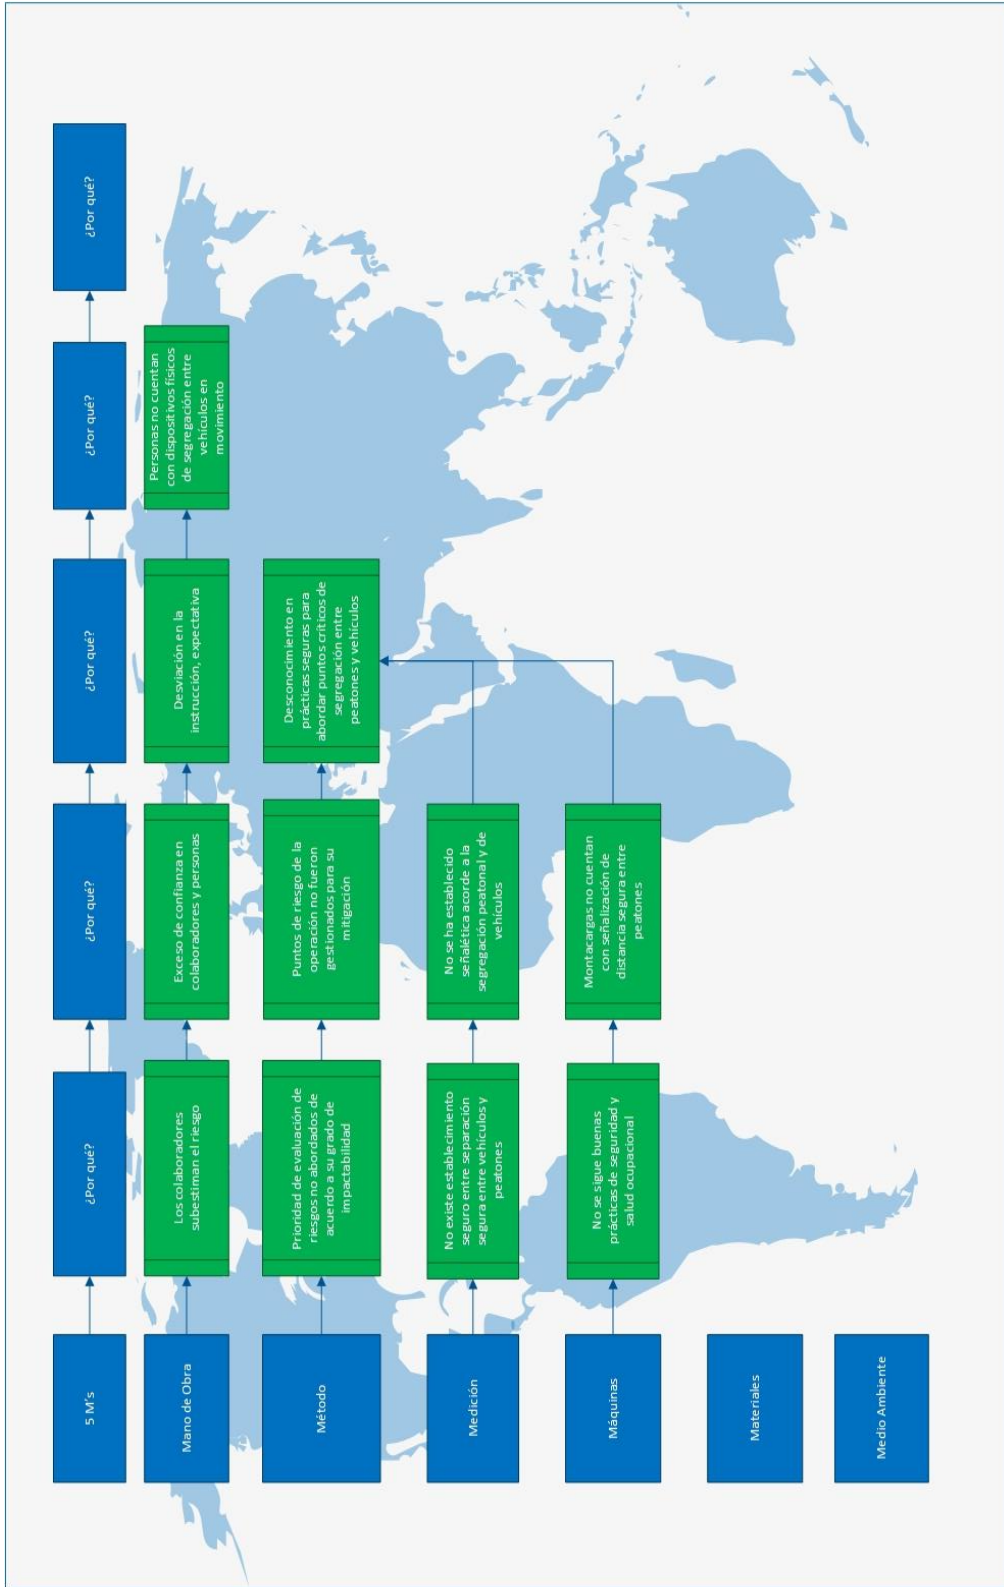 5 M's
¿Por qué?
¿Por qué?
¿Por qué?
¿Por qué?
¿Por qué?
Mano de Obra
Los colaboradores
subestiman el riesgo
Exceso de confianza en
colaboradores y personas
Desviación en la
instrucción, expectativa
Personas no cuentan
con dispositivos físicos
de segregación entre
vehículos en
movimiento
Método
Prioridad de evaluación de
riesgos no abordados de
acuerdo a su grado de
impactabilidad
Puntos de riesgo de la
operación no fueron
gestionados para su
mitigación
Desconocimiento en
prácticas seguras para
abordar puntos críticos de
segregación entre
peatones y vehículos
Medición
No existe establecimiento
seguro entre separación
segura entre vehículos y
peatones
No se ha establecido
señalética acorde a la
segregación peatonal y de
vehículos
Máquinas
No se sigue buenas
prácticas de seguridad y
salud ocupacional
Montacargas no cuentan
con señalización de
distancia segura entre
peatones
Materiales
Medio Ambiente